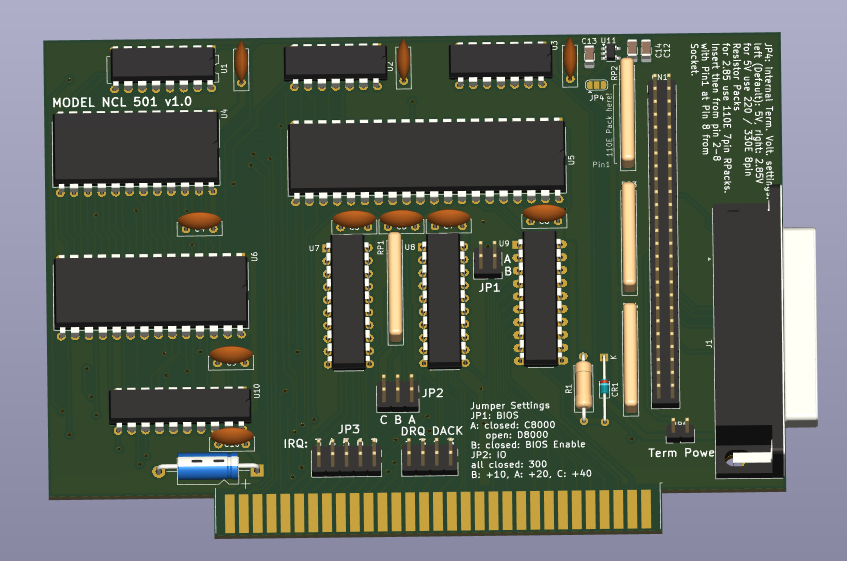 C13 U11
C14
C12
U1
U2
U3
RP2
JP4
N1
110E Pack here!
Pin1
JP4: Internal Term. Volt. setting.
left (Default): 5V, right: 2.85V
for 5V use 220 / 330E 8pin
Resistor Packs
for 2.85 use 110E 7pin RPacks.
Insert then from pin 2-8
with Pin1 at Pin 8 from
Socket.
MODEL NCL 501 v1.0
U4
U5
U6
U7
RP1
U8
U9
A
B
JP1
J1
U10
R1
K
CR1
JP2
C B A
JP3
IRQ:
DRQ DACK
Jumper Settings
JP1: BIOS
A: closed: C8000
open: D8000
B: closed: BIOS Enable
JP2: IO
all closed: 300
B: +10, A: +20, C: +40
Term Powe
+